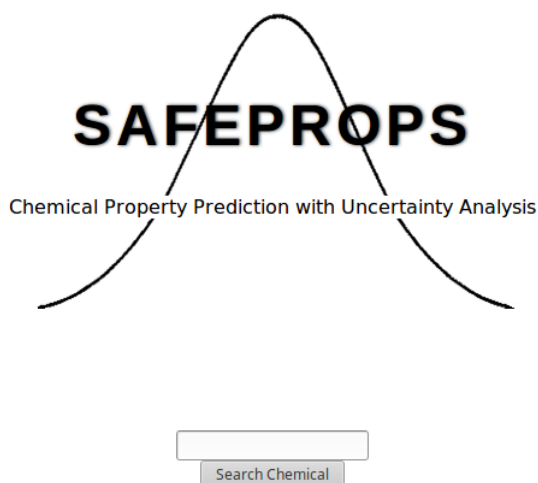 SAFEPROPS
Chemical Property Prediction with Uncertainty Analysis
Search Chemical